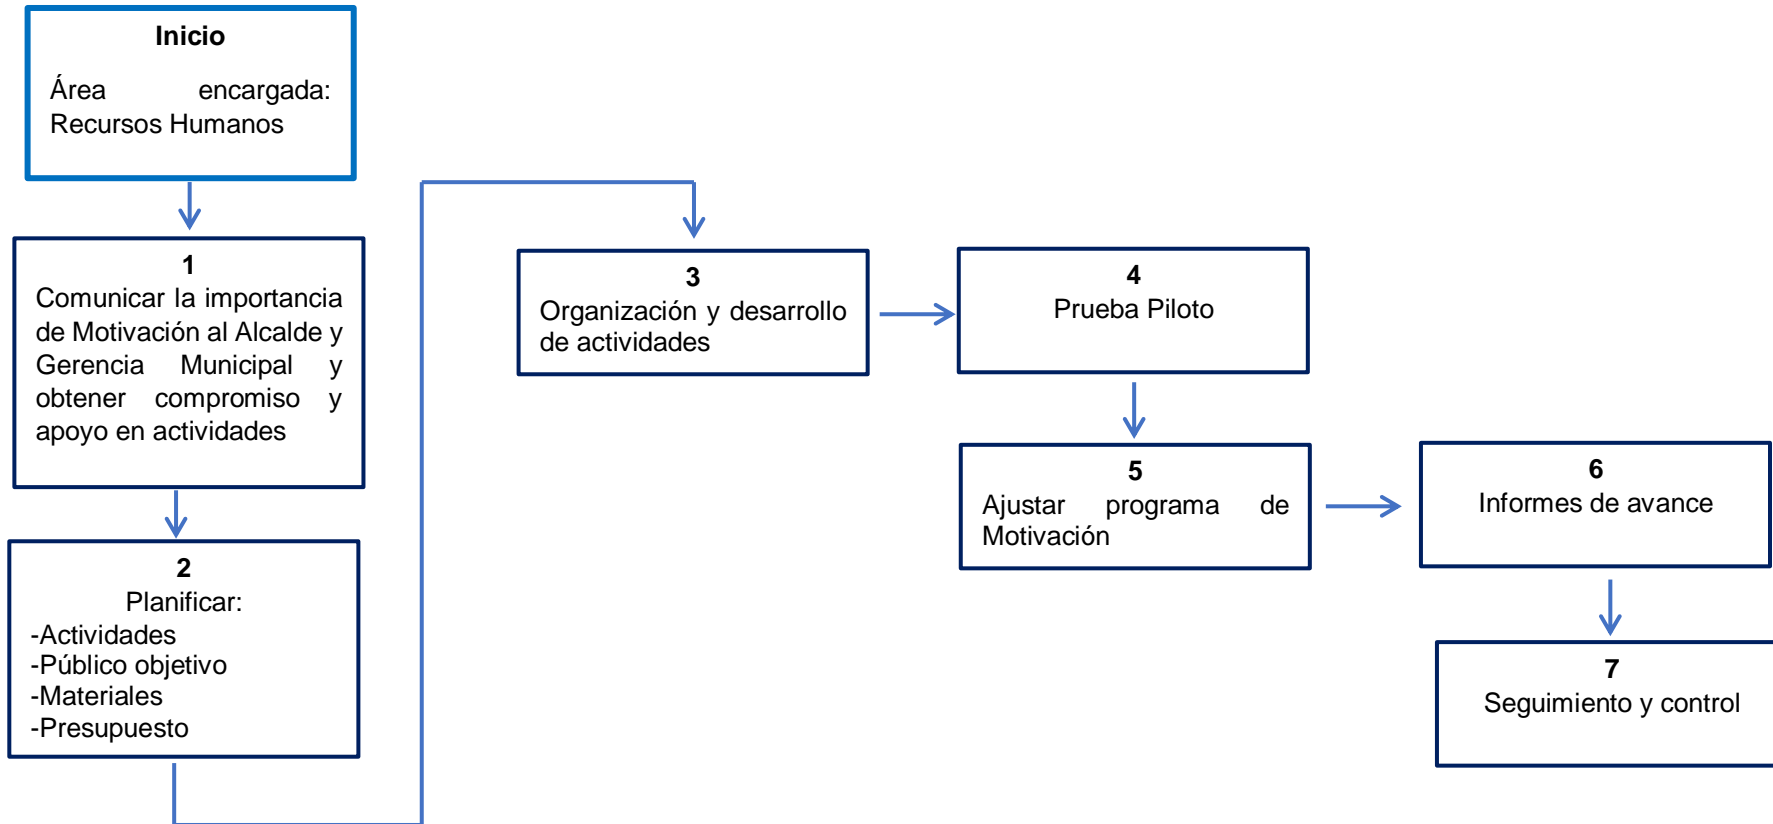 Inicio
Área encargada:
Recursos Humanos
1
Comunicar la importancia
de Motivación al Alcalde y
Gerencia Municipal y
obtener compromiso y
apoyo en actividades
2
Planificar:
-Actividades
-Público objetivo
-Materiales
-Presupuesto
3
Organización y desarrollo
de actividades
4
Prueba Piloto
5
Ajustar programa de
Motivación
6
Informes de avance
7
Seguimiento y control